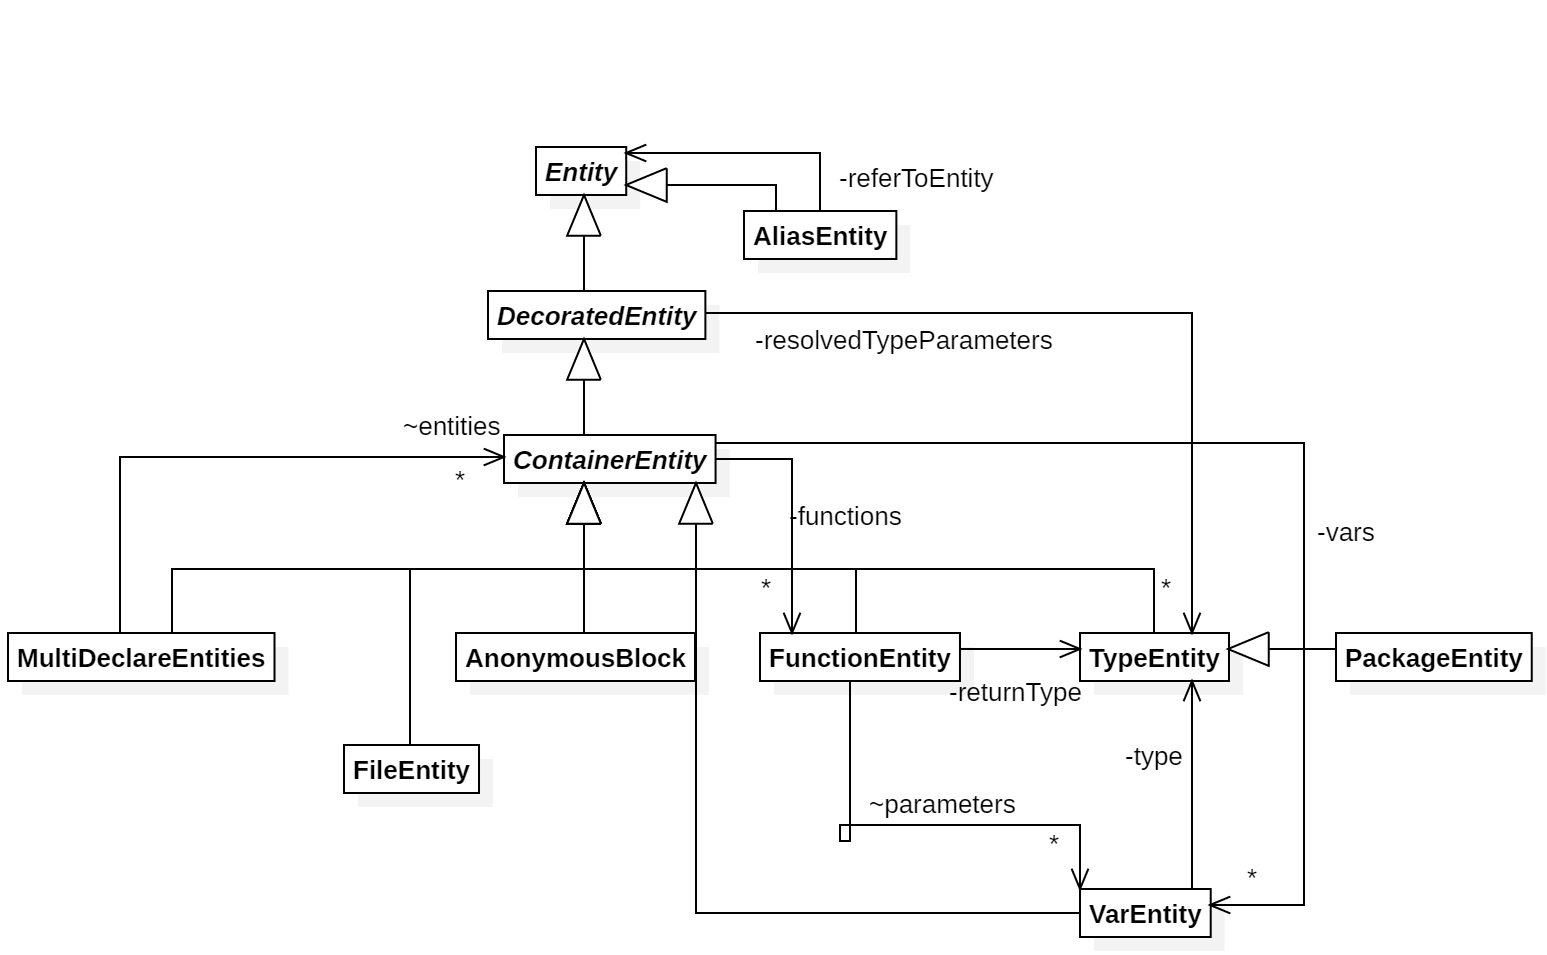 Entity
-referToEntity
AliasEntity
DecoratedEntity
-resolvedTypeParameters
~entities
ContainerEntity
*
-functions
-vars
*
*
MultiDeclareEntities
AnonymousBlock
FunctionEntity
TypeEntity
PackageEntity
-returnType
-type
FileEntity
~parameters
*
*
VarEntity